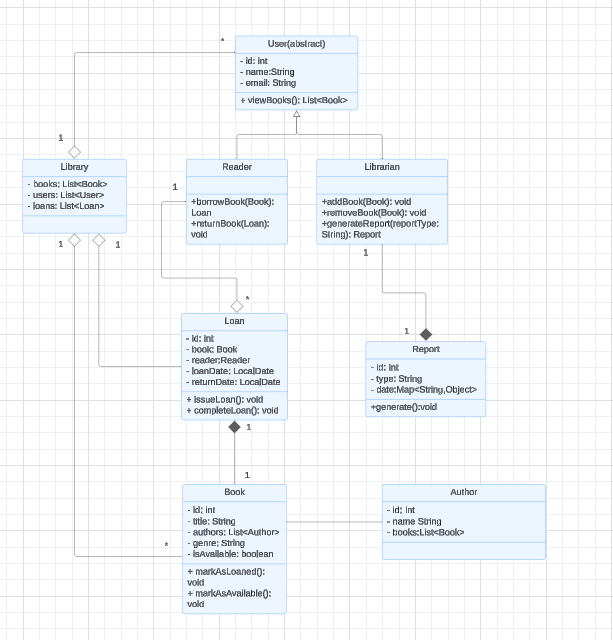 User(abstract)
- id: int
- name:String
- email: String
+ viewBooks(): List<Book>
*
1
Library
- books; List<Book>
- users: List<User>
- loans: List<Loan>
1
1
Reader
1
+borrowBook(Book):
Loan
+returnBook(Loan):
void
Librarian
+addBook(Book): void
+removeBook(Book): void
+generateReport(reportType:
String): Report
1
*
Loan
- id: int
- book: Book
- reader:Reader
- loanDate: LocalDate
- returnDate: LocalDate
+ issueLoan(): void
+ completeLoan(): void
1
1
1
Report
- id: int
- type: String
- date:Map<String,Object>
+generate():void
*
Book
- id; int
- title: String
- authors; List<Author>
- genre; String
- isAvailable: boolean
+ markAsLoaned():
void
+ markAsAvailable():
void
Author
- id; int
- name String
- books:List<Book>